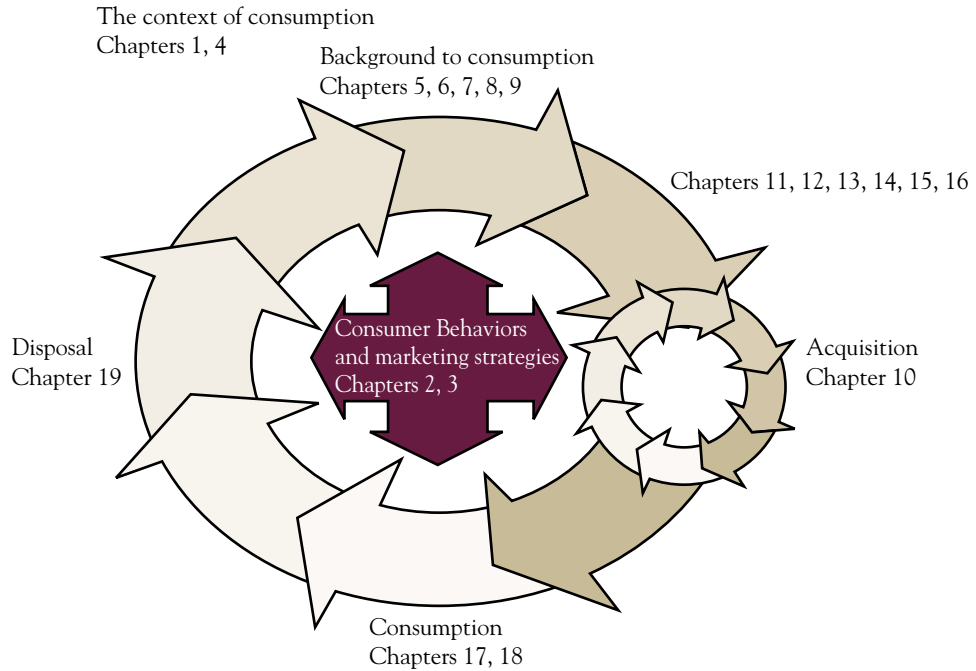 The context of consumption
Chapters 1, 4
Background to consumption
Chapters 5, 6, 7, 8, 9
Chapters 11, 12, 13, 14, 15, 16
Consumer Behaviors
and marketing strategies
Chapters 2, 3
Disposal
Chapter 19
Acquisition
Chapter 10
Consumption
Chapters 17, 18